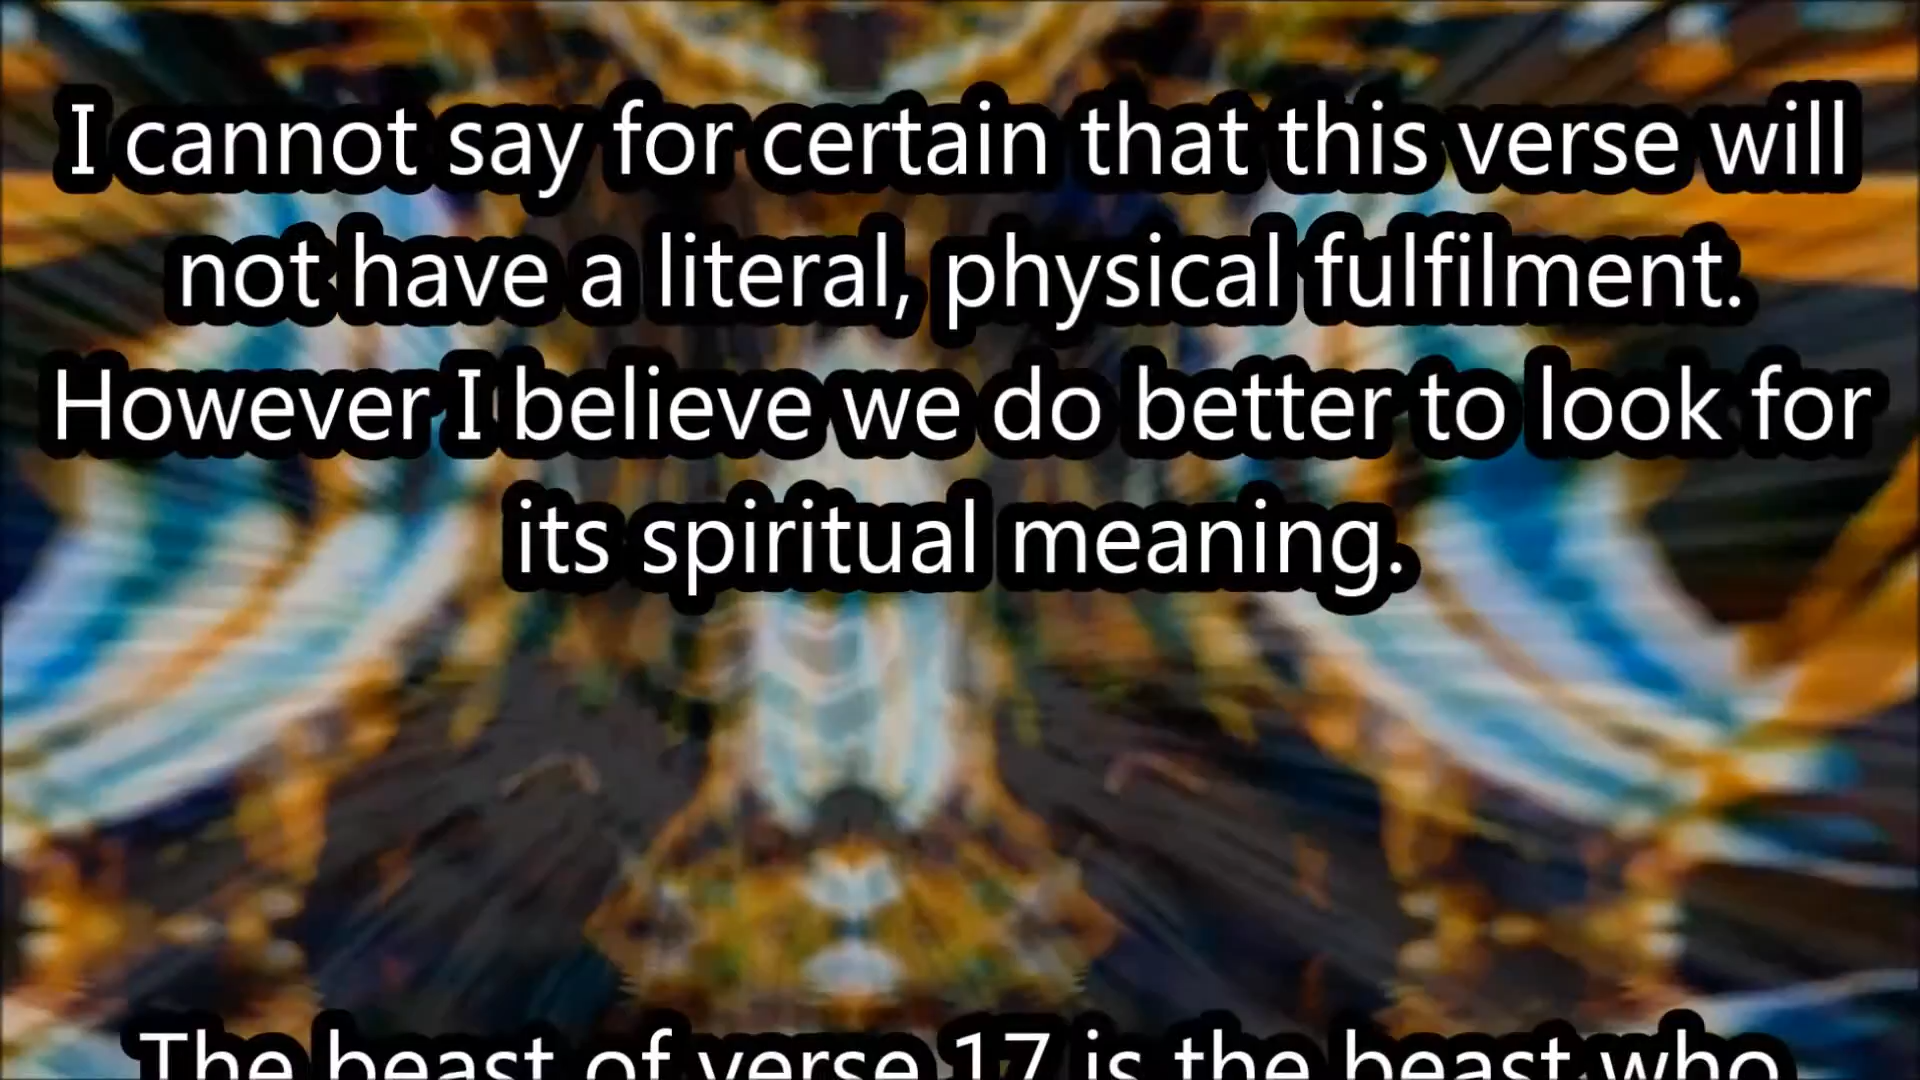 I cannot say for certain that this verse will
not have a literal, physical fulfilment.
However I believe we do better to look for
its spiritual meaning.
The beast of verse 17 is the beast who